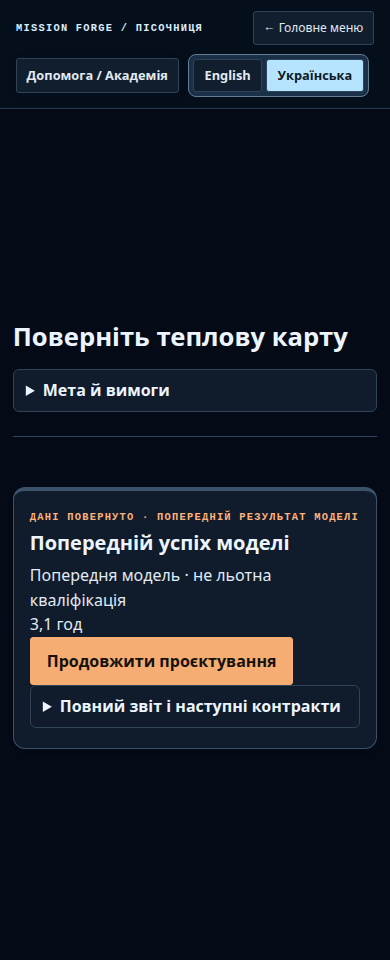 MISSION FORGE / ПІСОЧНИЦЯ
← Головне меню
Допомога / Академія
English
Українська
Поверніть теплову карту
▶ Мета й вимоги
ДАНІ ПОВЕРНУТО · ПОПЕРЕДНІЙ РЕЗУЛЬТАТ МОДЕЛІ
Попередній успіх моделі
Попередня модель · не льотна
кваліфікація
3,1 год
Продовжити проєктування
▶ Повний звіт і наступні контракти